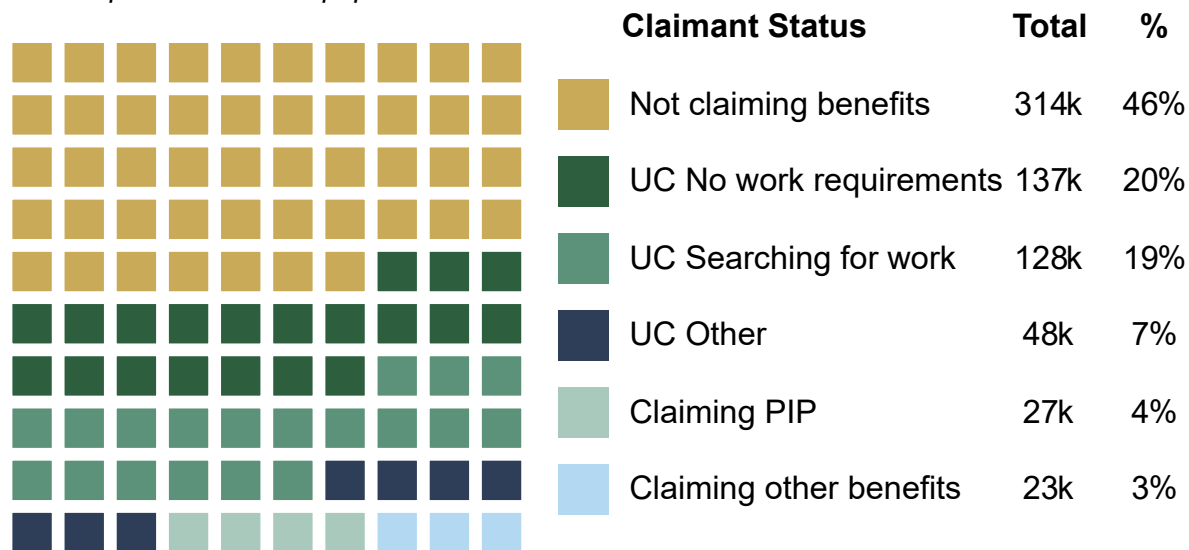 Claimant Status Total %
Not claiming benefits 314k 46%
UC No work requirements 137k 20%
UC Searching for work 128k 19%
UC Other 48k 7%
Claiming PIP 27k 4%
Claiming other benefits 23k 3%